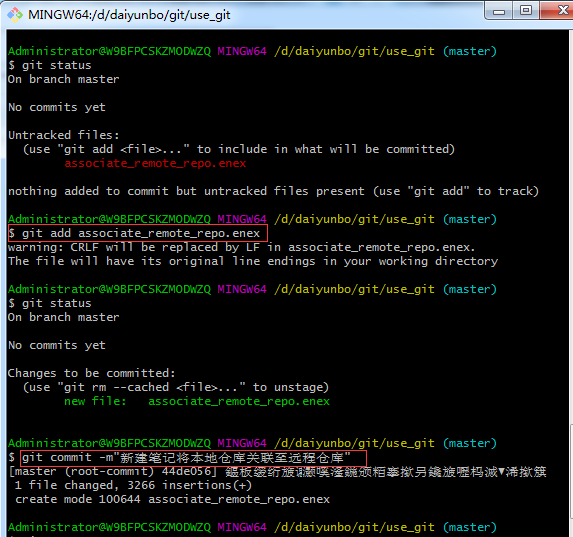 MINGW64:/d/daiyunbo/git/use_git
Administrator@W9BFPCSKZMODWZQ MINGW64 /d/daiyunbo/git/use_git (master)
$ git status
On branch master
No commits yet
Untracked files:
(use "git add <file>..." to include in what will be committed)
associate_remote_repo.enex
nothing added to commit but untracked files present (use "git add" to track)
Administrator@W9BFPCSKZMODWZQ MINGW64 /d/daiyunbo/git/use_git (master)
$ git add associate_remote_repo.enex
warning: CRLF will be replaced by LF in associate_remote_repo.enex.
The file will have its original line endings in your working directory
Administrator@W9BFPCSKZMODWZQ MINGW64 /d/daiyunbo/git/use_git (master)
$ git status
On branch master
No commits yet
Changes to be committed:
(use "git rm --cached <file>..." to unstage)
new file:   associate_remote_repo.enex
Administrator@W9BFPCSKZMODWZQ MINGW64 /d/daiyunbo/git/use_git (master)
$ git commit -m"新建笔记将本地仓库关联至远程仓库"
[master (root-commit) 44de056]
1 file changed, 3266 insertions(+)
create mode 100644 associate_remote_repo.enex
Administrator@W9BFPCSKZMODWZQ MINGW64 /d/daiyunbo/git/use_git (master)